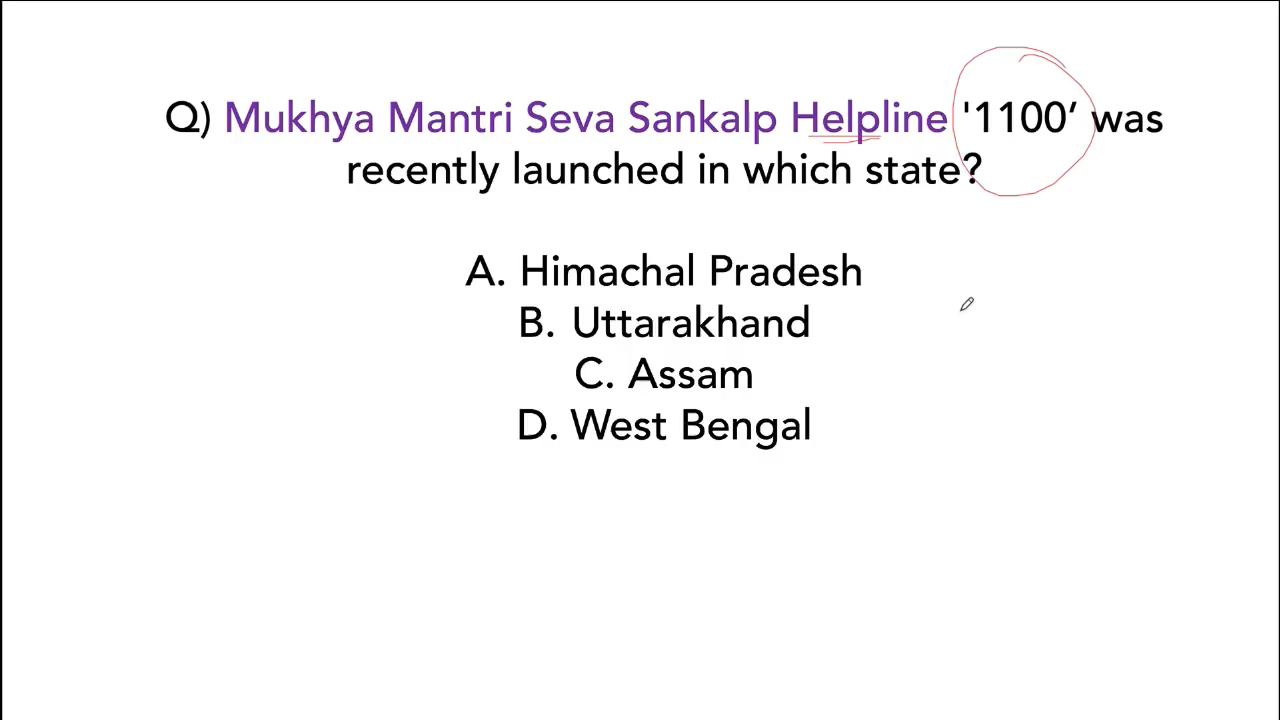 Q) Mukhya Mantri Seva Sankalp Helpline '1100’ was
recently launched in which state?
A. Himachal Pradesh
B. Uttarakhand
C. Assam
D. West Bengal